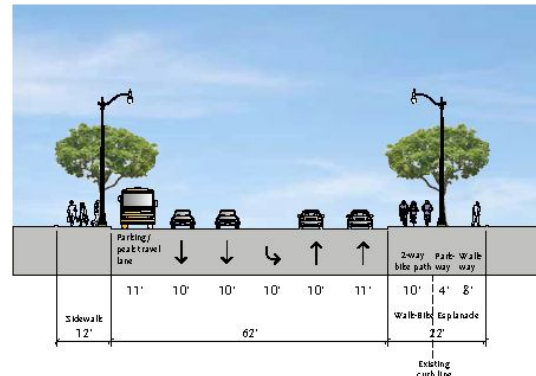 Parking/
peak travel
lane
2-way
bike path
Park-
way
Walk-
way
11' 10' 10' 10' 10' 11' 10' 4' 8'
Sidewalk
12'
62'
Walk-Bike Esplanade
22'
Existing
curb line